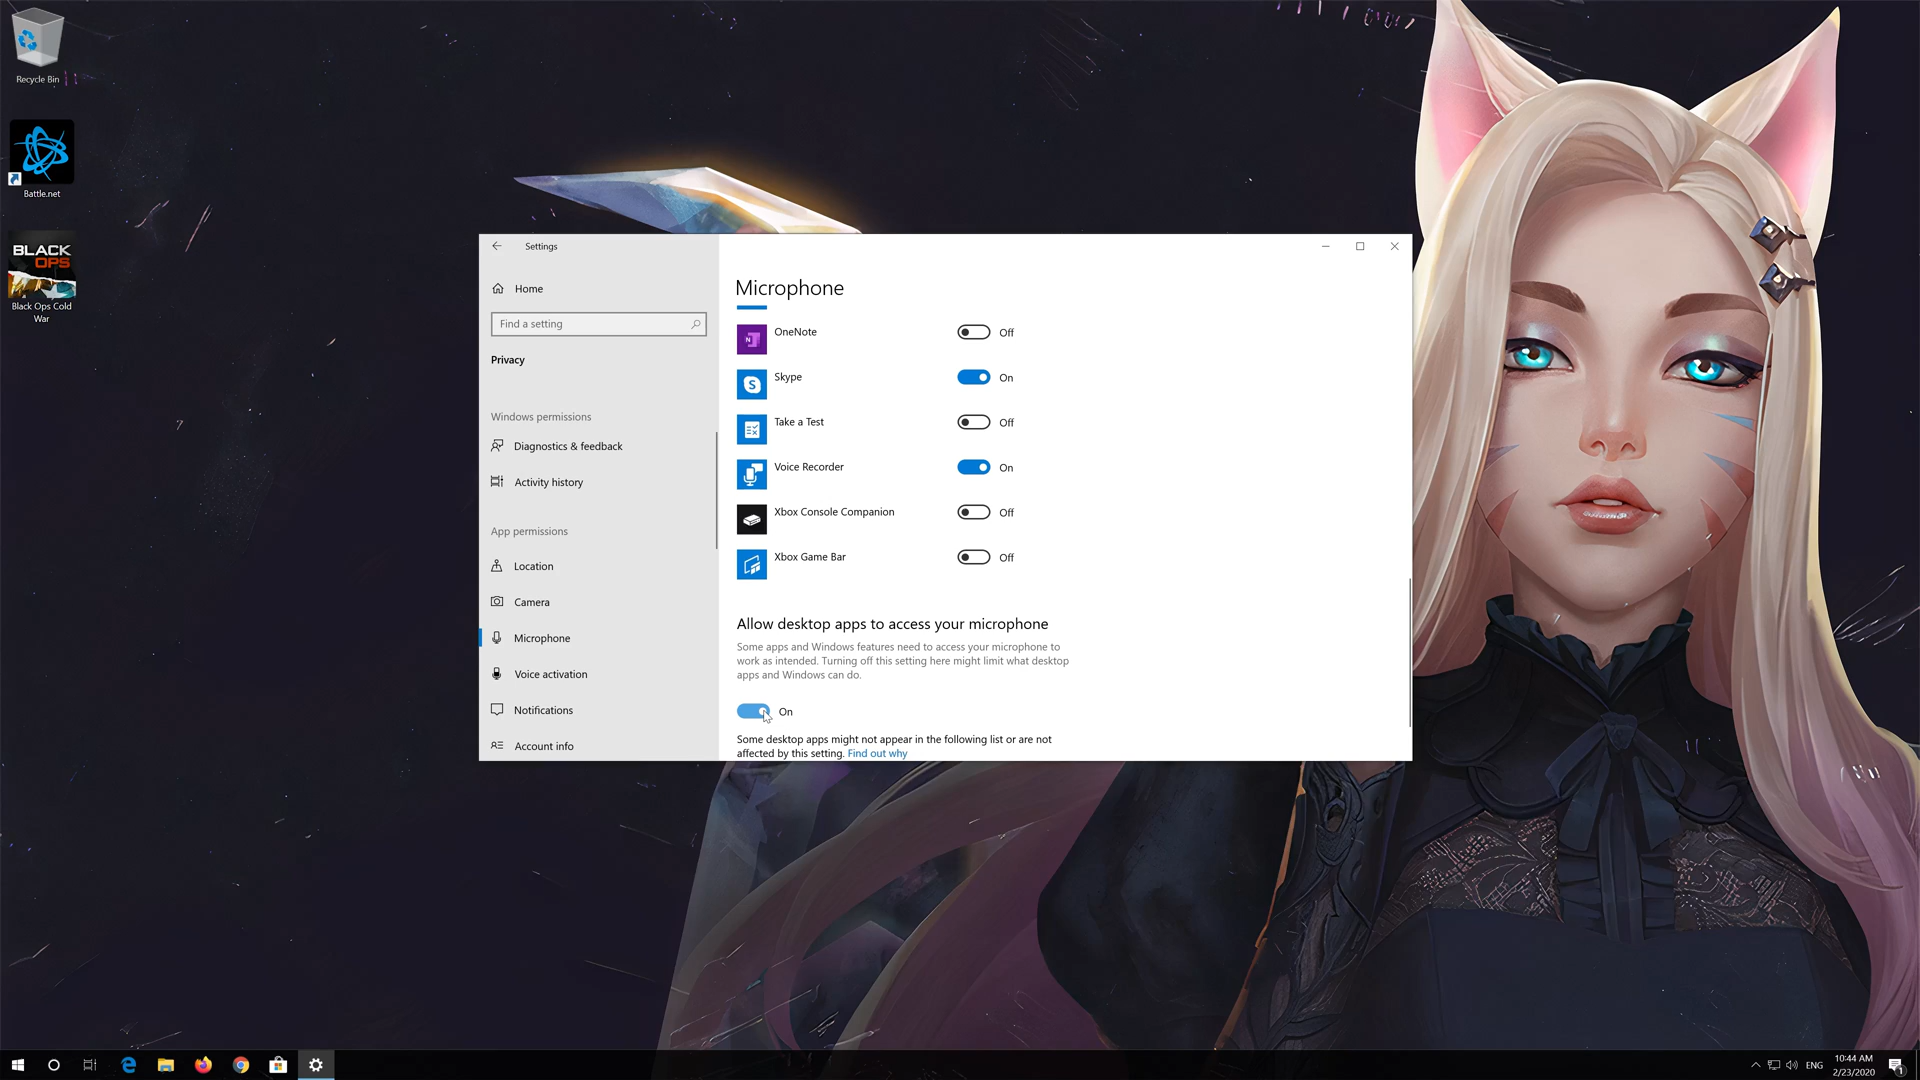 Recycle Bin
Battle.net
BLACK
OPS
Black Ops Cold
War
Settings
Home
Find a setting
Privacy
Windows permissions
Diagnostics & feedback
Activity history
App permissions
Location
Camera
Microphone
Voice activation
Notifications
Account info
Microphone
OneNote
Off
Skype
On
Take a Test
Off
Voice Recorder
On
Xbox Console Companion
Off
Xbox Game Bar
Off
Allow desktop apps to access your microphone
Some apps and Windows features need to access your microphone to
work as intended. Turning off this setting here might limit what desktop
apps and Windows can do.
On
Some desktop apps might not appear in the following list or are not
affected by this setting. Find out why
ENG
10:44 AM
2/23/2020
1